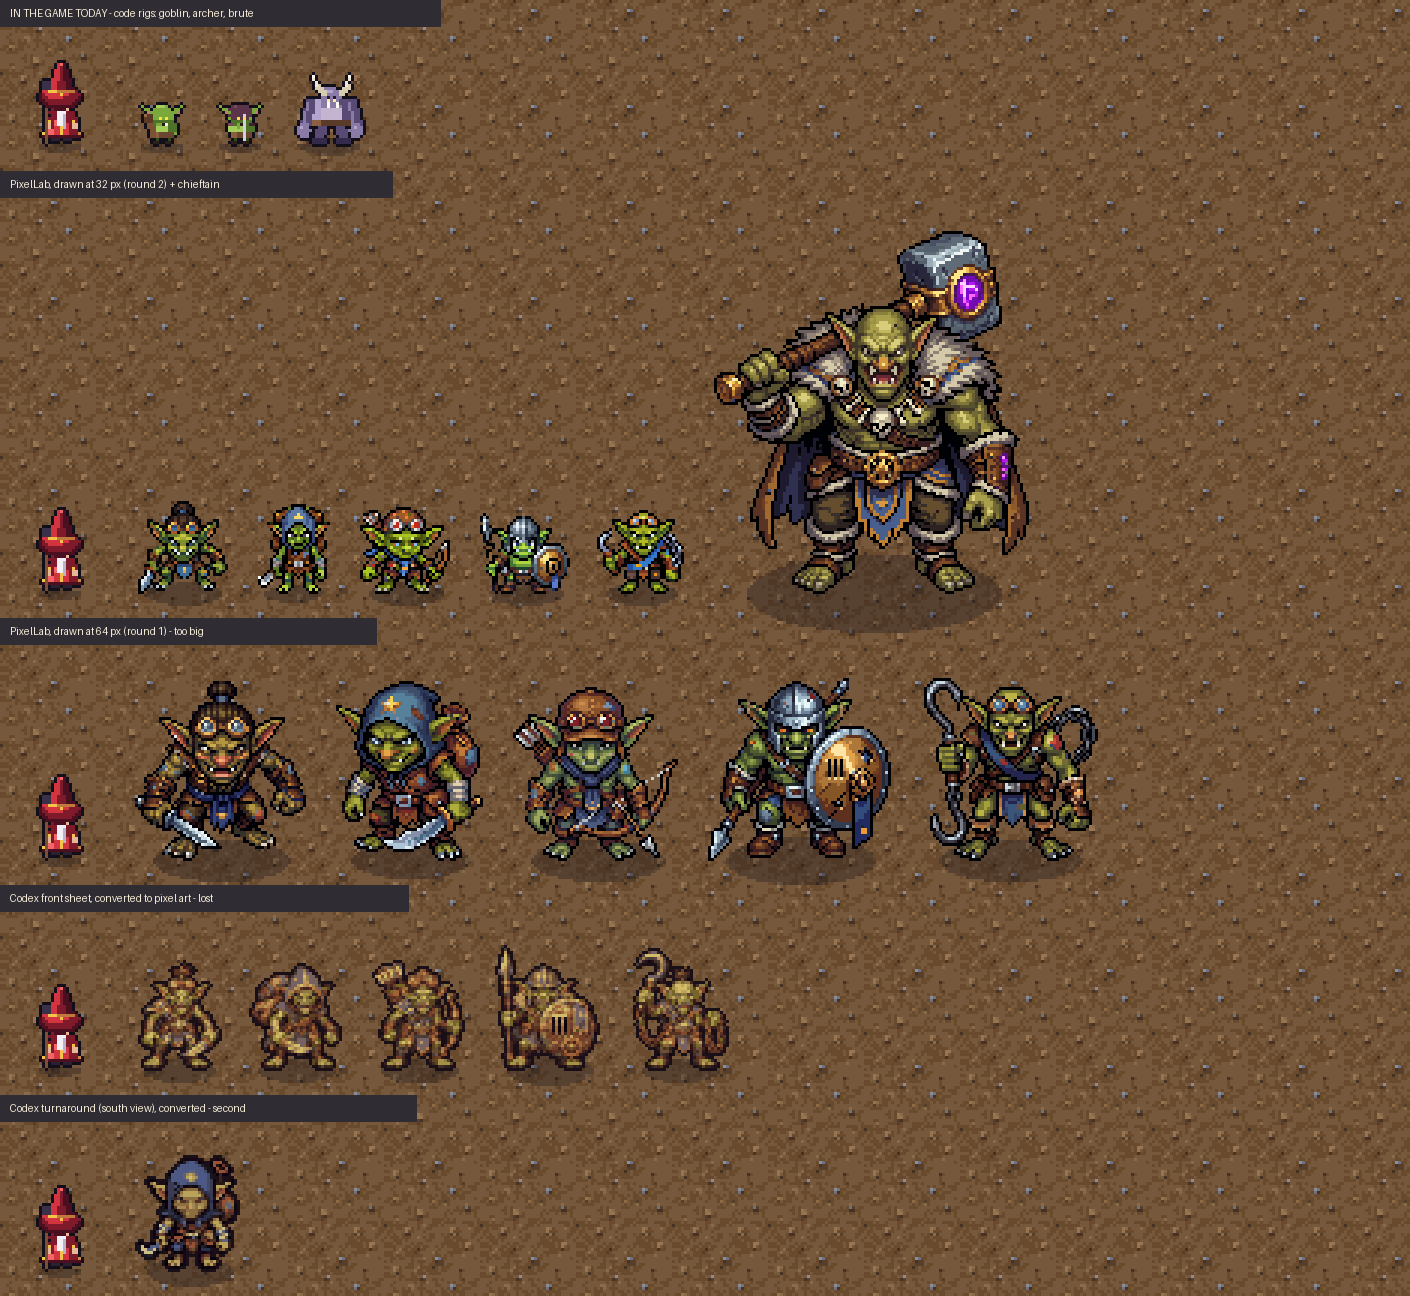 IN THE GAME TODAY - code rigs: goblin, archer, brute
PixelLab, drawn at 32 px (round 2) + chieftain
PixelLab, drawn at 64 px (round 1) - too big
Codex front sheet, converted to pixel art - lost
Codex turnaround (south view), converted - second